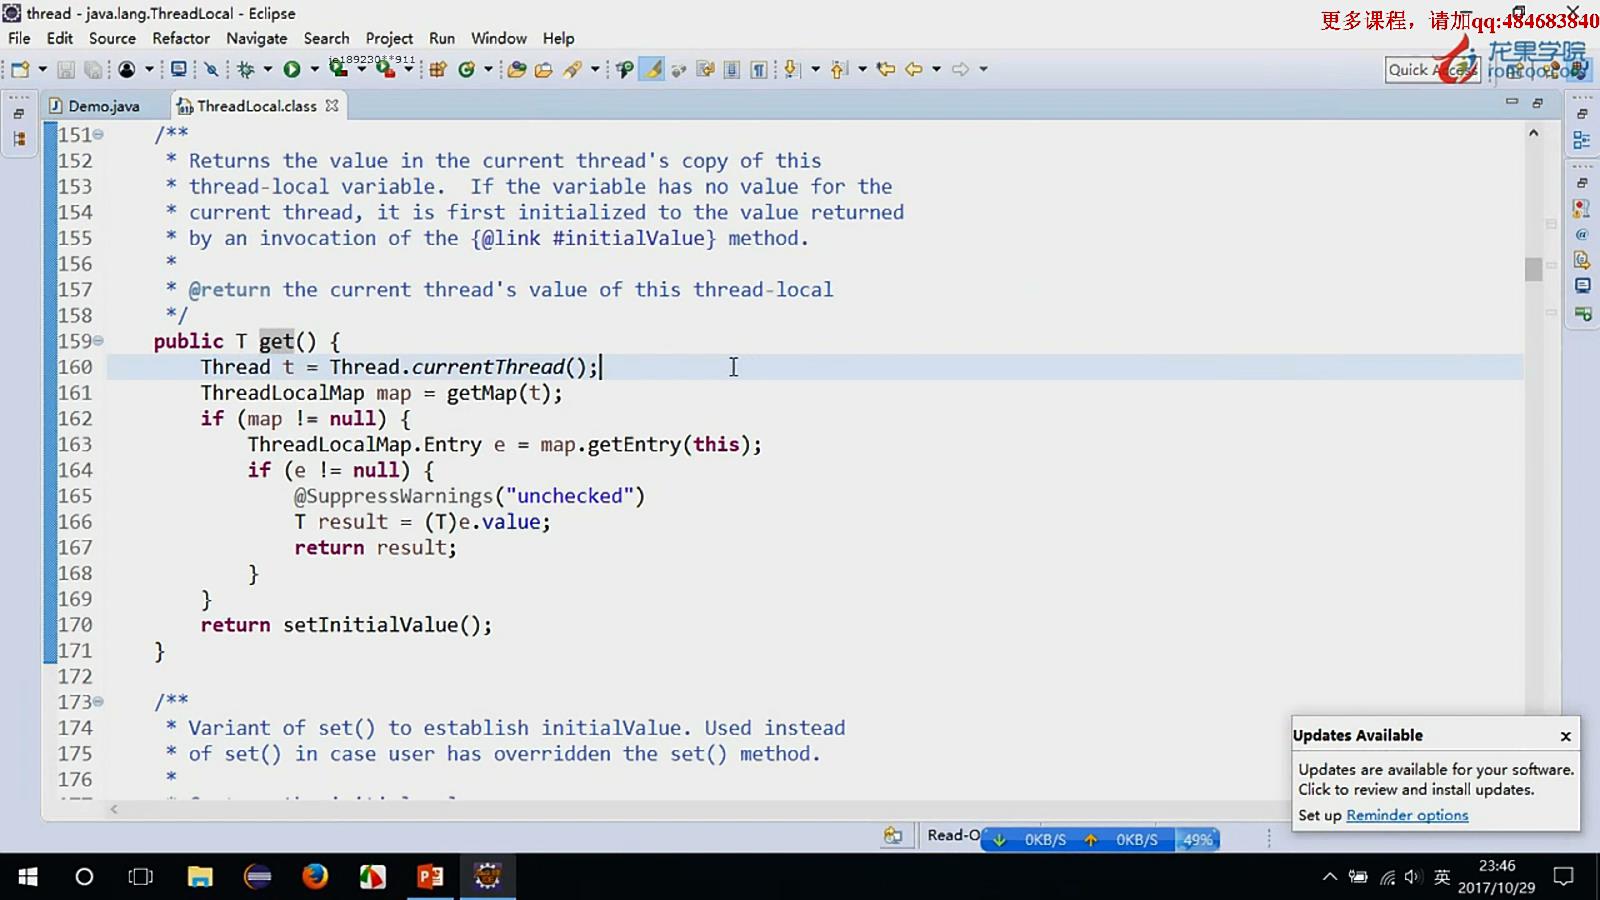 thread - java.lang.ThreadLocal - Eclipse
更多课程，请加qq:484683840
File Edit Source Refactor Navigate Search Project Run Window Help
龙果学院
Quick Access
Demo.java
ThreadLocal.class
151 /**
152 * Returns the value in the current thread's copy of this
153 * thread-local variable.  If the variable has no value for the
154 * current thread, it is first initialized to the value returned
155 * by an invocation of the {@link #initialValue} method.
156 *
157 * @return the current thread's value of this thread-local
158 */
159 public T get() {
160 Thread t = Thread.currentThread();
161 ThreadLocalMap map = getMap(t);
162 if (map != null) {
163 ThreadLocalMap.Entry e = map.getEntry(this);
164 if (e != null) {
165 @SuppressWarnings("unchecked")
166 T result = (T)e.value;
167 return result;
168 }
169 }
170 return setInitialValue();
171 }
172
173 /**
174 * Variant of set() to establish initialValue. Used instead
175 * of set() in case user has overridden the set() method.
176 *
Updates Available
Updates are available for your software.
Click to review and install updates.
Set up Reminder options
Read-O
0KB/S 0KB/S 49%
英
23:46
2017/10/29